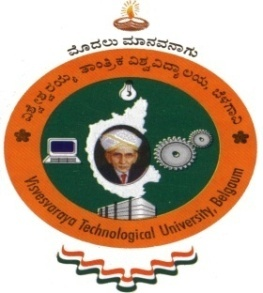 ಮೊದಲು ಮಾನವನಾಗು
ವಿಶ್ವೇಶ್ವರಯ್ಯ ತಾಂತ್ರಿಕ ವಿಶ್ವವಿದ್ಯಾಲಯ, ಬೆಳಗಾವಿ
Visvesvaraya Technological University, Belgaum